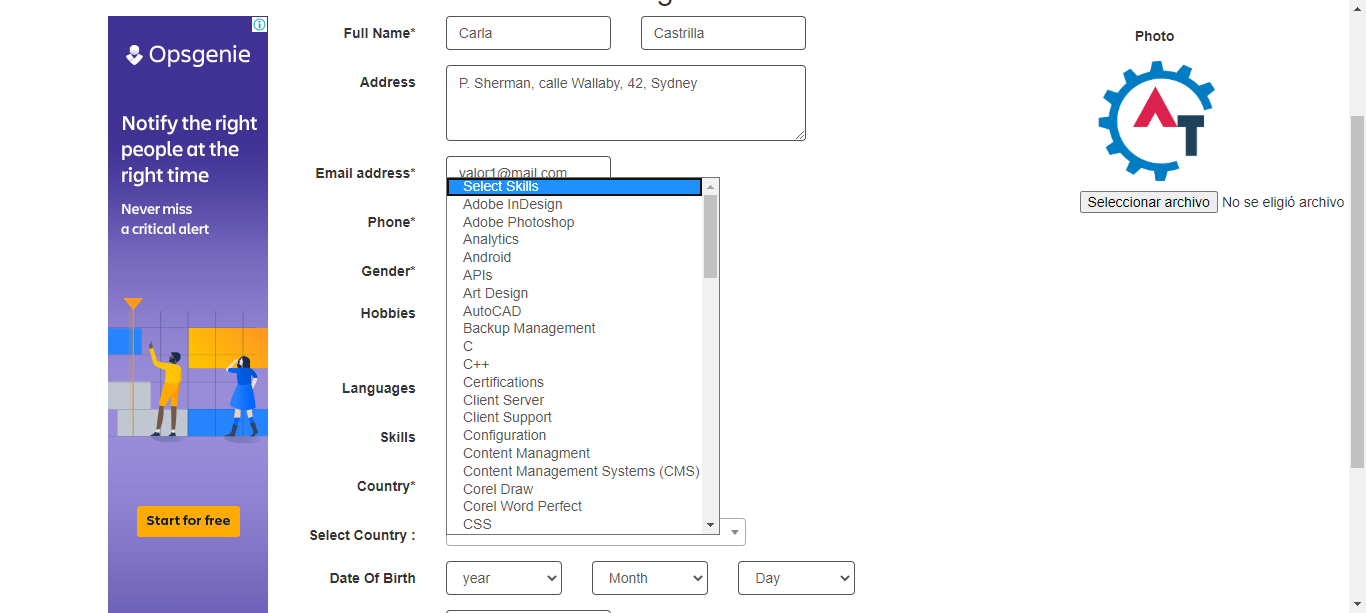 Opsgenie
Notify the right
people at the
right time
Never miss
a critical alert
Start for free
Full Name* Carla Castrilla
Address P. Sherman, calle Wallaby, 42, Sydney
Email address* valor1@mail.com
Phone*
Gender*
Hobbies
Languages
Skills
Country*
Select Country :
Date Of Birth year Month Day
Select Skills
Adobe InDesign
Adobe Photoshop
Analytics
Android
APIs
Art Design
AutoCAD
Backup Management
C
C++
Certifications
Client Server
Client Support
Configuration
Content Managment
Content Management Systems (CMS)
Corel Draw
Corel Word Perfect
CSS
Photo
AT
Seleccionar archivo No se eligió archivo